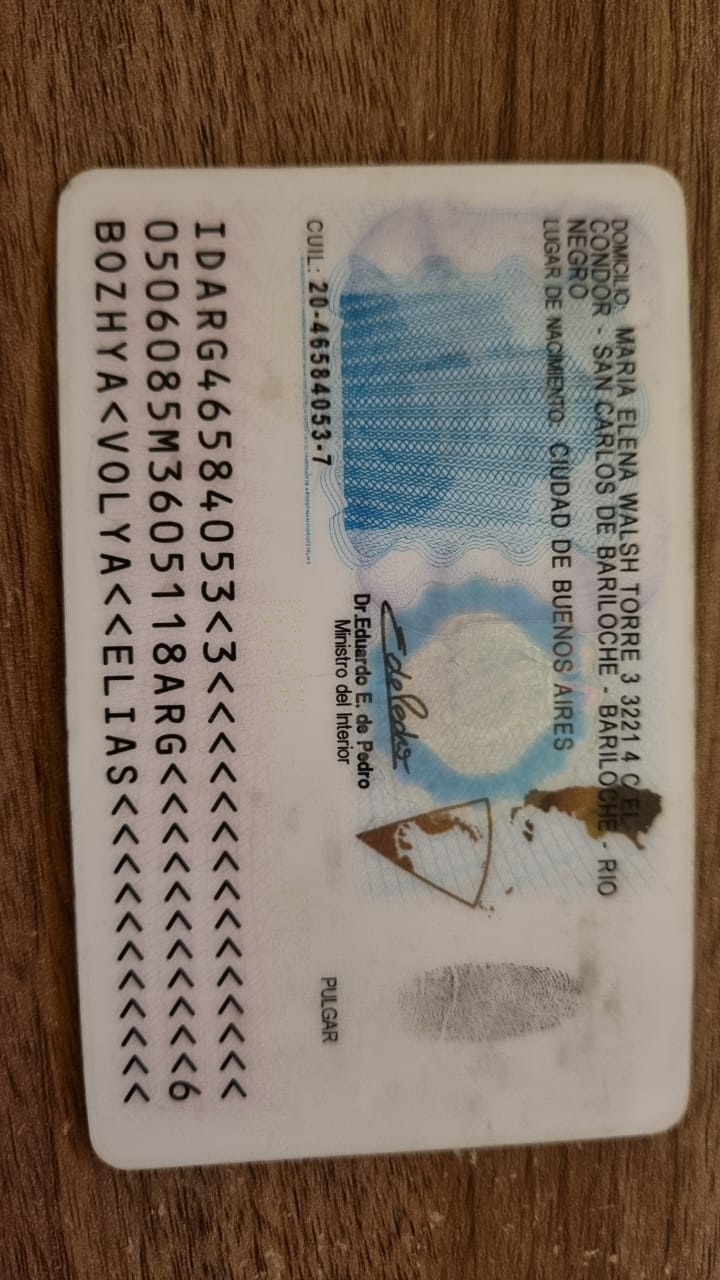 DOMICILIO: MARIA ELENA WALSH TORRE 3 3221 4 C EL
CONDOR - SAN CARLOS DE BARILOCHE - BARILOCHE - RIO
NEGRO
LUGAR DE NACIMIENTO: CIUDAD DE BUENOS AIRES
Dr.Eduardo E. de Pedro
Ministro del Interior
CUIL: 20-46584053-7
PULGAR
IDARG46584053<3<<<<<<<<<<<<<<<
0506085M3605118ARG<<<<<<<<<<<6
BOZHYA<VOLYA<<ELIAS<<<<<<<<<<<